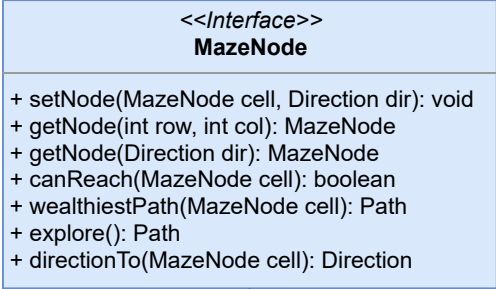 <<Interface>>
MazeNode
+ setNode(MazeNode cell, Direction dir): void
+ getNode(int row, int col): MazeNode
+ getNode(Direction dir): MazeNode
+ canReach(MazeNode cell): boolean
+ wealthiestPath(MazeNode cell): Path
+ explore(): Path
+ directionTo(MazeNode cell): Direction